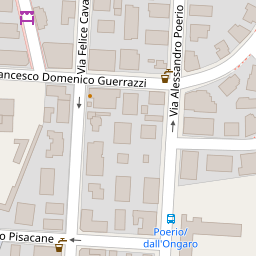 Via Felice Cava
Via Alessandro Poerio
ancesco Domenico Guerrazzi
Poerio/
dall'Ongaro
o Pisacane